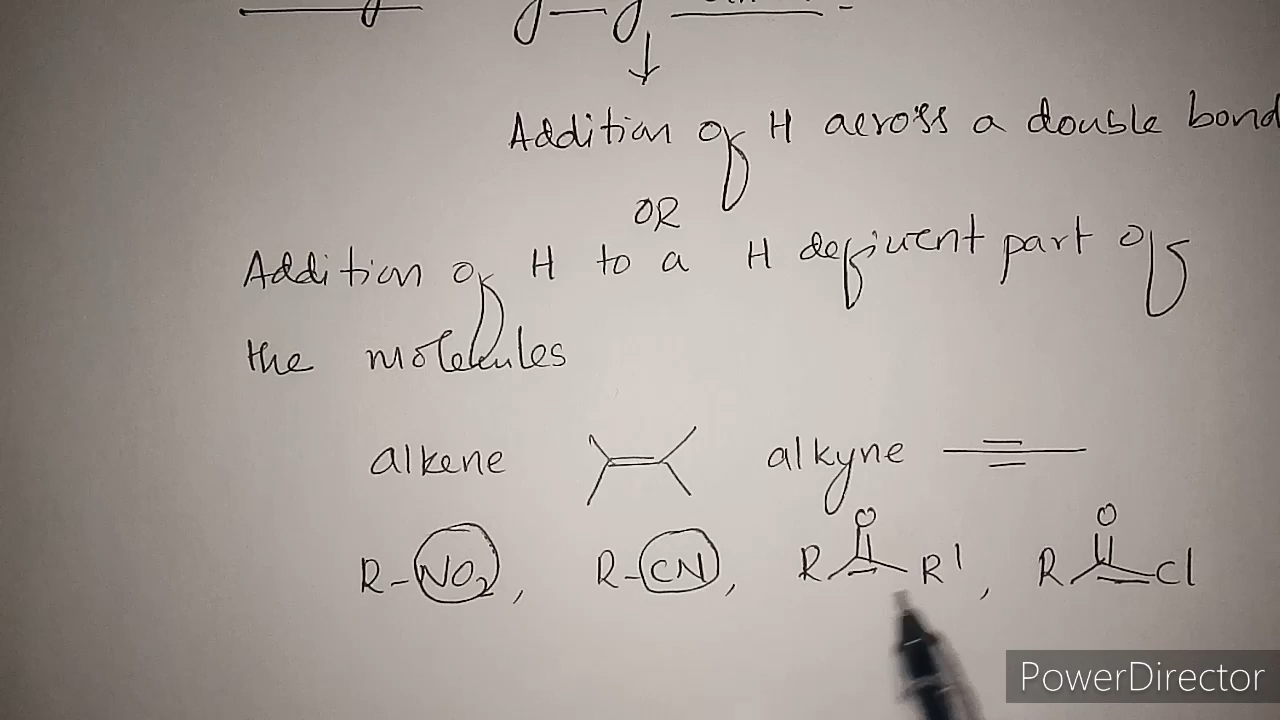 Addition of H across a double bond
OR
Addition of H to a H deficient part of
the molecules
alkene alkyne
R-NO2, R-CN, R O R', R O Cl
PowerDirector